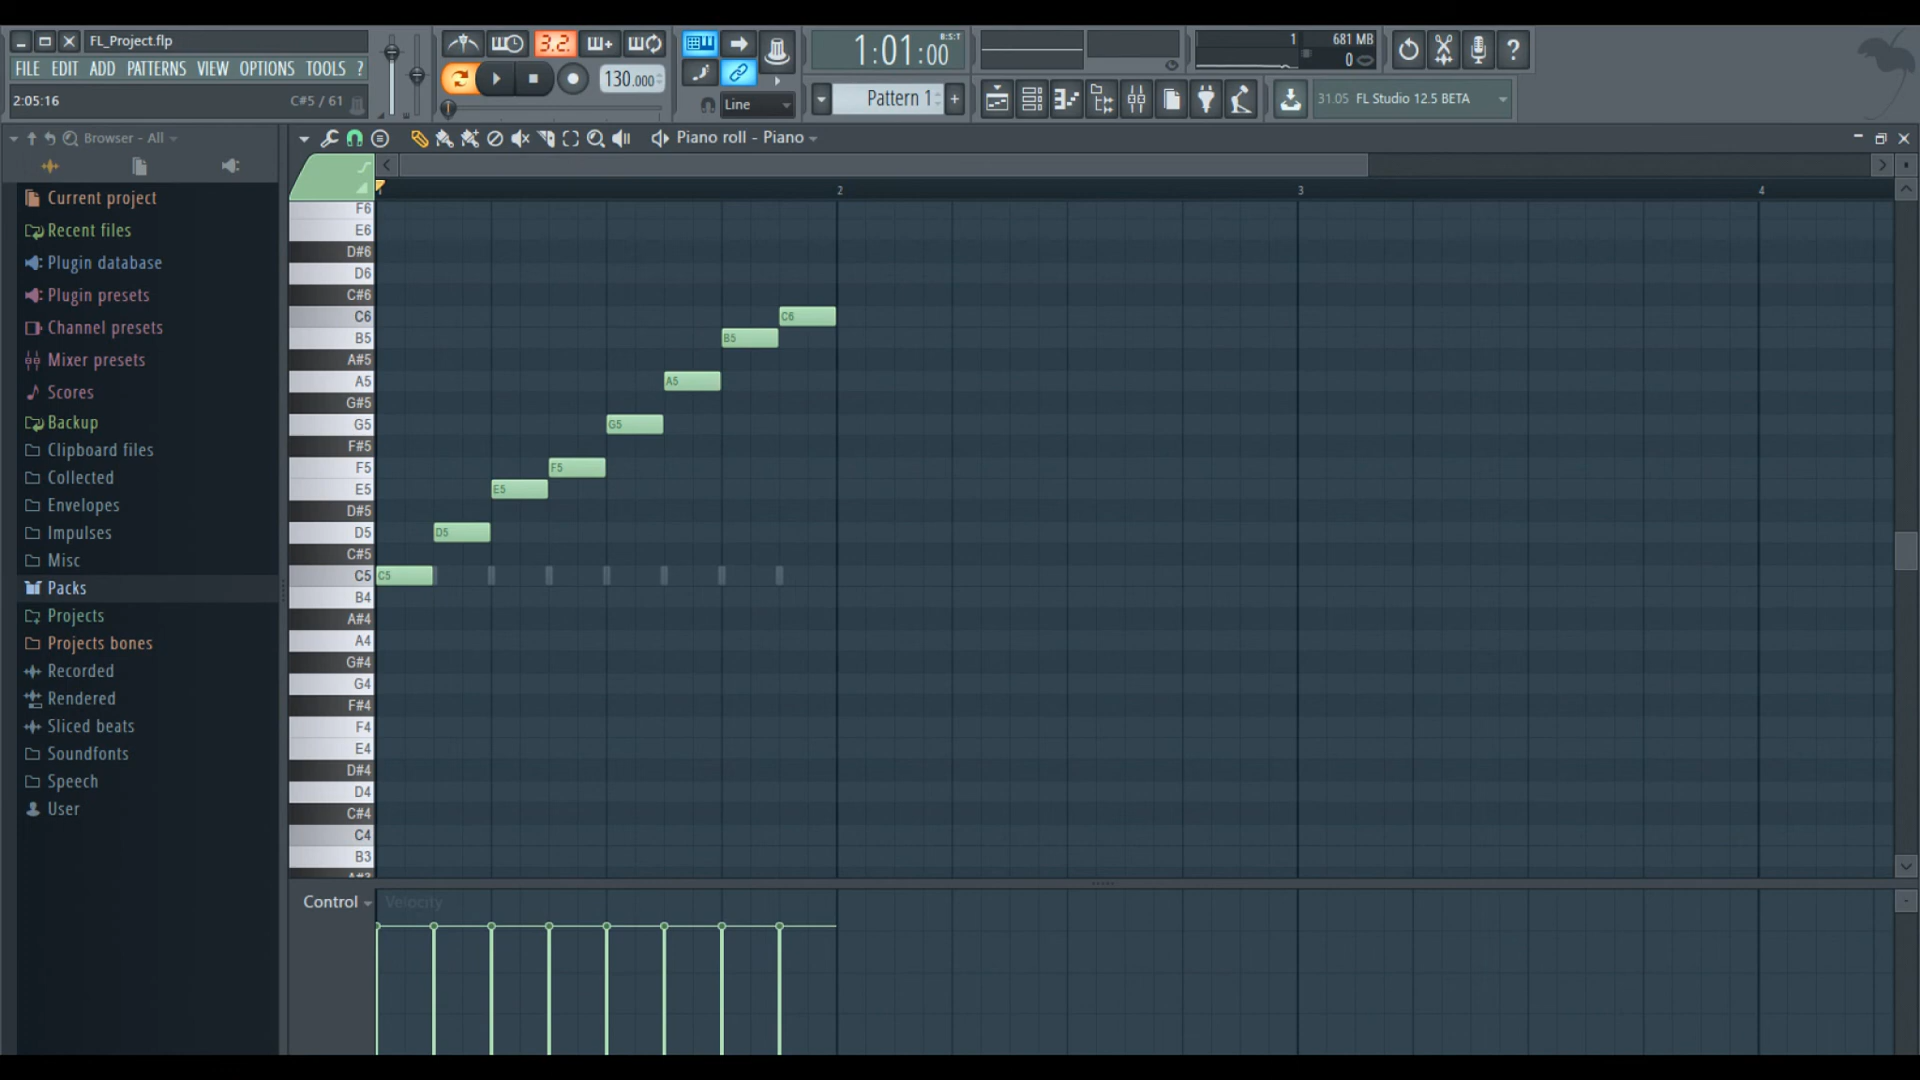 FL_Project.flp
FILE EDIT ADD PATTERNS VIEW OPTIONS TOOLS ?
2:05:16 C#5 / 61
3.2.
130.000
Line
1:01:00 B:S:T
Pattern 1 +
1 681 MB
0
?
31.05 FL Studio 12.5 BETA
Browser - All
Piano roll - Piano
Current project
Recent files
Plugin database
Plugin presets
Channel presets
Mixer presets
Scores
Backup
Clipboard files
Collected
Envelopes
Impulses
Misc
Packs
Projects
Projects bones
Recorded
Rendered
Sliced beats
Soundfonts
Speech
User
2 3 4
F6
E6
D#6
D6
C#6
C6 C6
B5 B5
A#5
A5 A5
G#5
G5 G5
F#5
F5 F5
E5 E5
D#5
D5 D5
C#5
C5 C5
B4
A#4
A4
G#4
G4
F#4
F4
E4
D#4
D4
C#4
C4
B3
A#3
Control Velocity